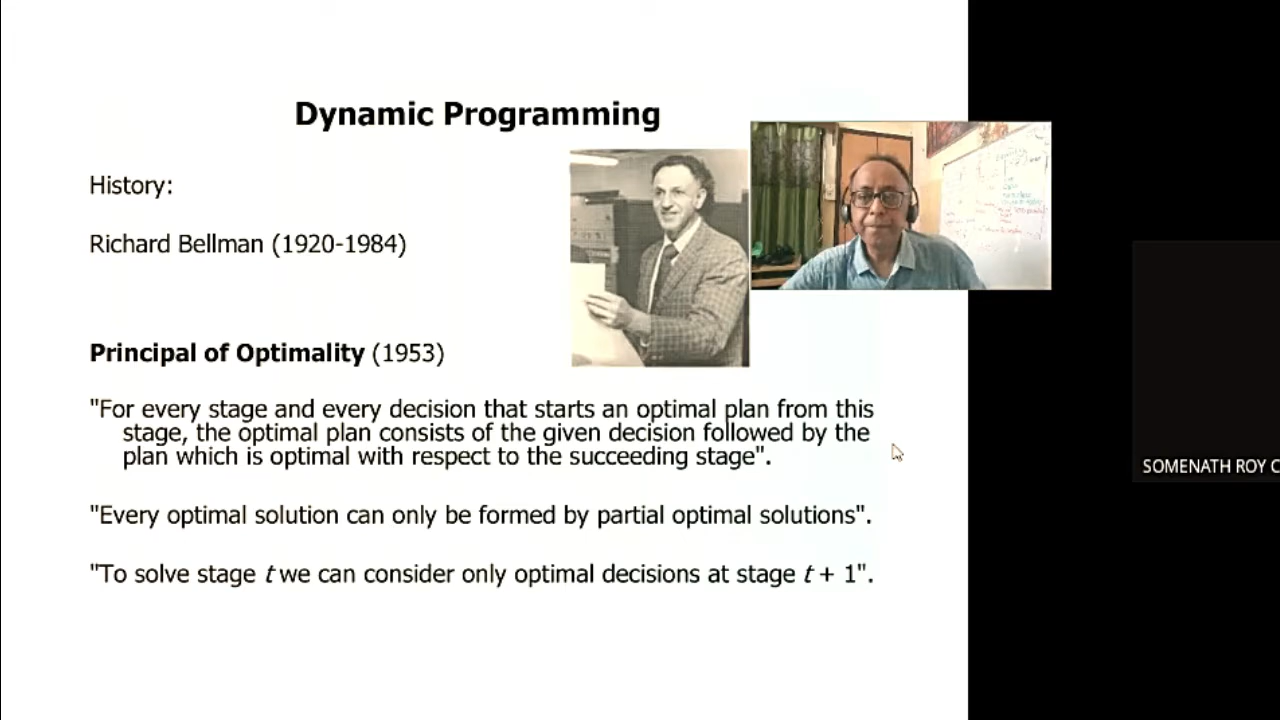 Dynamic Programming
History:
Richard Bellman (1920-1984)
Principal of Optimality (1953)
"For every stage and every decision that starts an optimal plan from this
stage, the optimal plan consists of the given decision followed by the
plan which is optimal with respect to the succeeding stage".
"Every optimal solution can only be formed by partial optimal solutions".
"To solve stage t we can consider only optimal decisions at stage t + 1".
SOMENATH ROY C